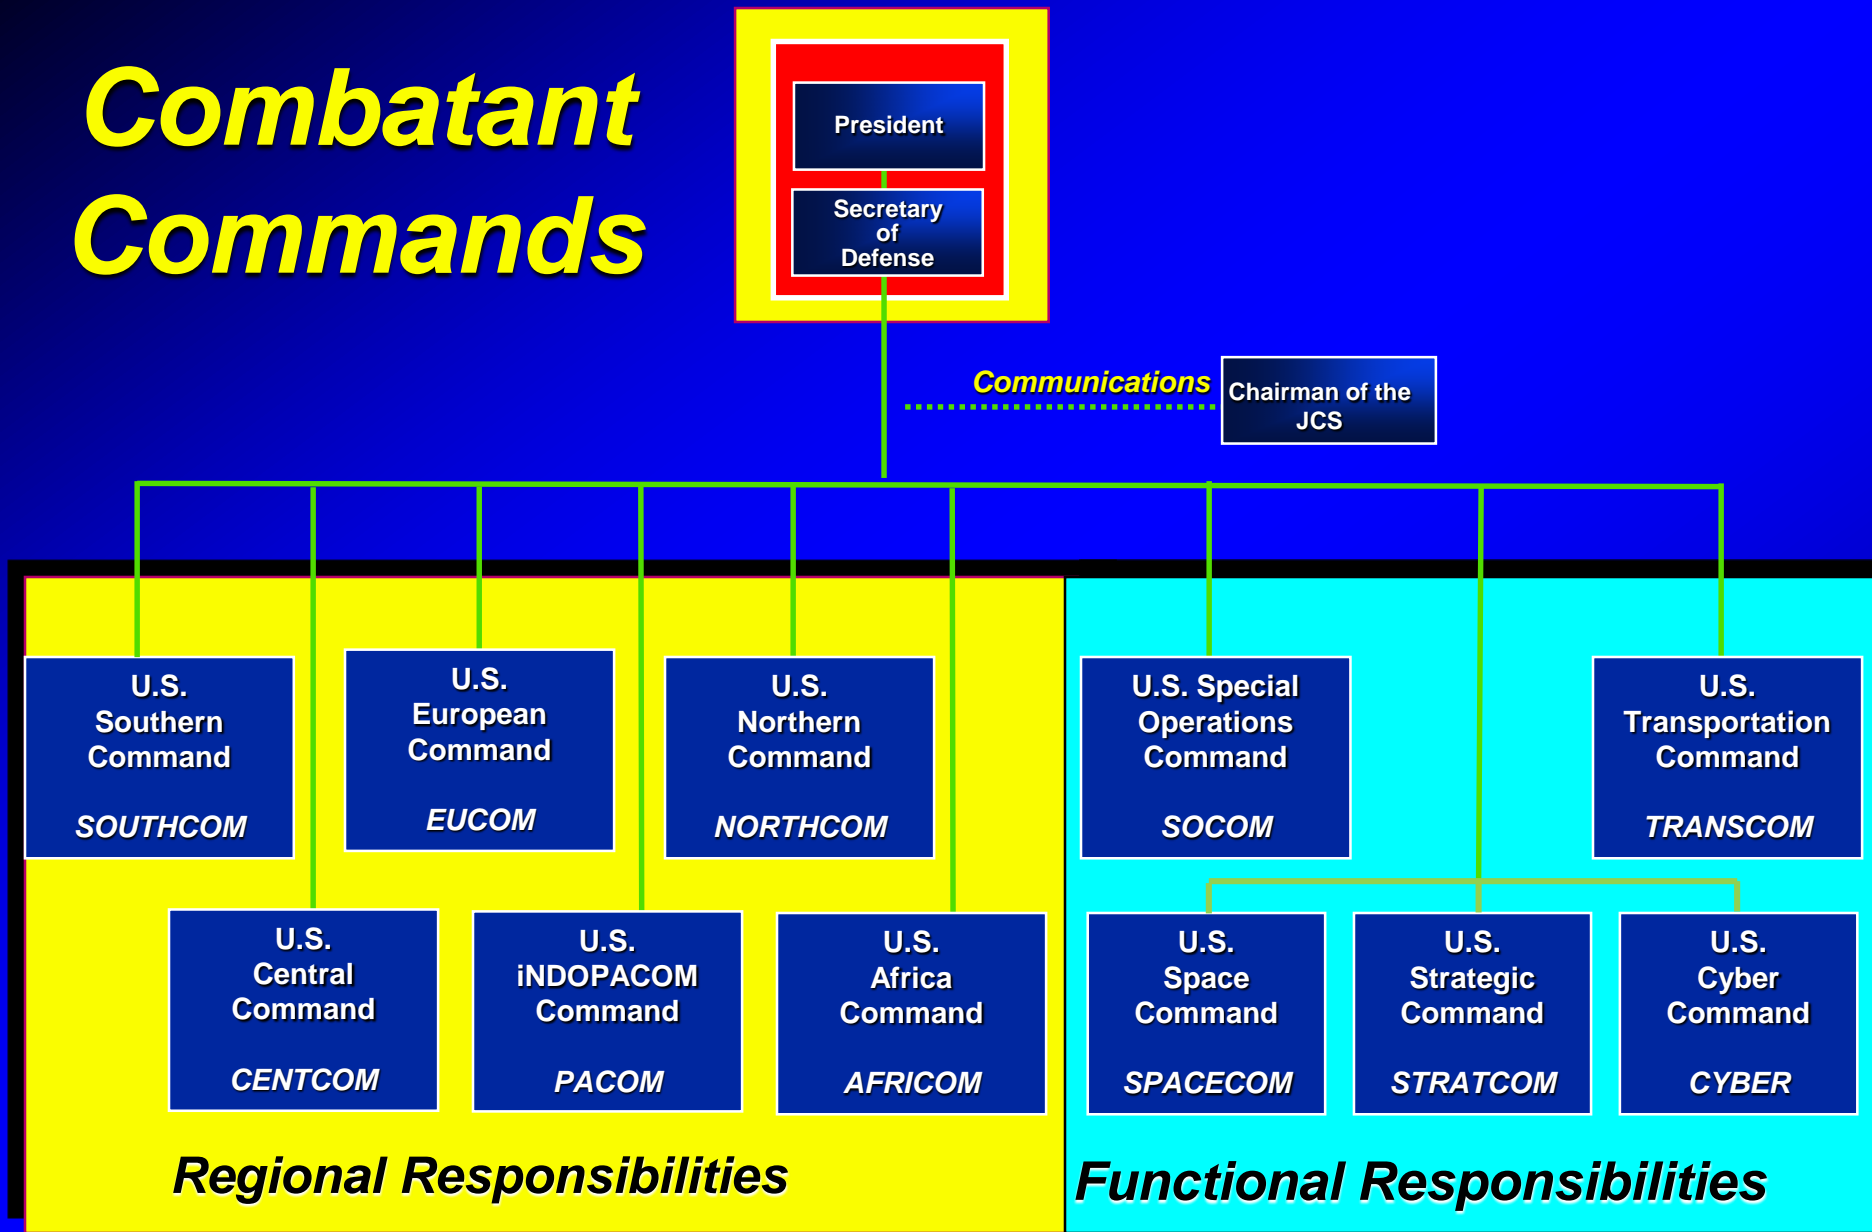 Combatant
Commands
President
Secretary
of
Defense
Communications
Chairman of the
JCS
U.S.
Southern
Command
SOUTHCOM
U.S.
European
Command
EUCOM
U.S.
Northern
Command
NORTHCOM
U.S. Special
Operations
Command
SOCOM
U.S.
Transportation
Command
TRANSCOM
U.S.
Central
Command
CENTCOM
U.S.
iNDOPACOM
Command
PACOM
U.S.
Africa
Command
AFRICOM
U.S.
Space
Command
SPACECOM
U.S.
Strategic
Command
STRATCOM
U.S.
Cyber
Command
CYBER
Regional Responsibilities
Functional Responsibilities